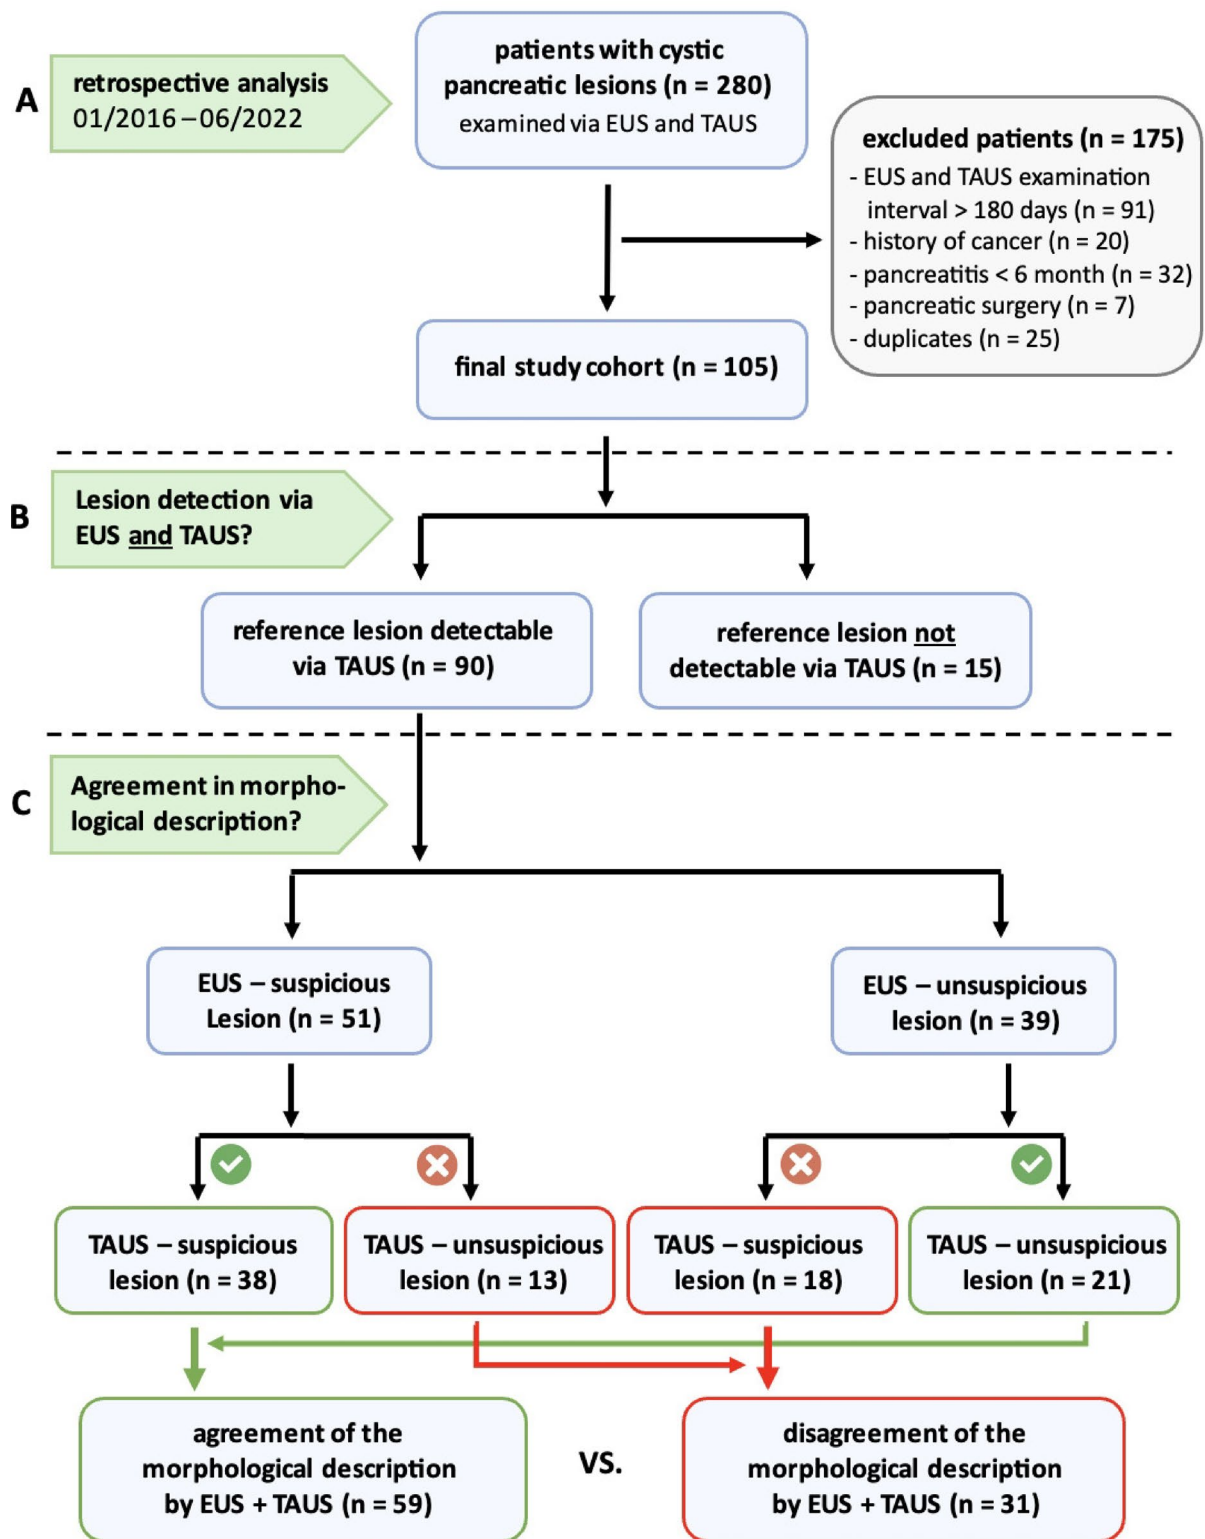 A
retrospective analysis
01/2016 – 06/2022
patients with cystic
pancreatic lesions (n = 280)
examined via EUS and TAUS
excluded patients (n = 175)
- EUS and TAUS examination
interval > 180 days (n = 91)
- history of cancer (n = 20)
- pancreatitis < 6 month (n = 32)
- pancreatic surgery (n = 7)
- duplicates (n = 25)
final study cohort (n = 105)
B
Lesion detection via
EUS and TAUS?
reference lesion detectable
via TAUS (n = 90)
reference lesion not
detectable via TAUS (n = 15)
C
Agreement in morpho-
logical description?
EUS – suspicious
Lesion (n = 51)
EUS – unsuspicious
lesion (n = 39)
TAUS – suspicious
lesion (n = 38)
TAUS – unsuspicious
lesion (n = 13)
TAUS – suspicious
lesion (n = 18)
TAUS – unsuspicious
lesion (n = 21)
agreement of the
morphological description
by EUS + TAUS (n = 59)
VS.
disagreement of the
morphological description
by EUS + TAUS (n = 31)